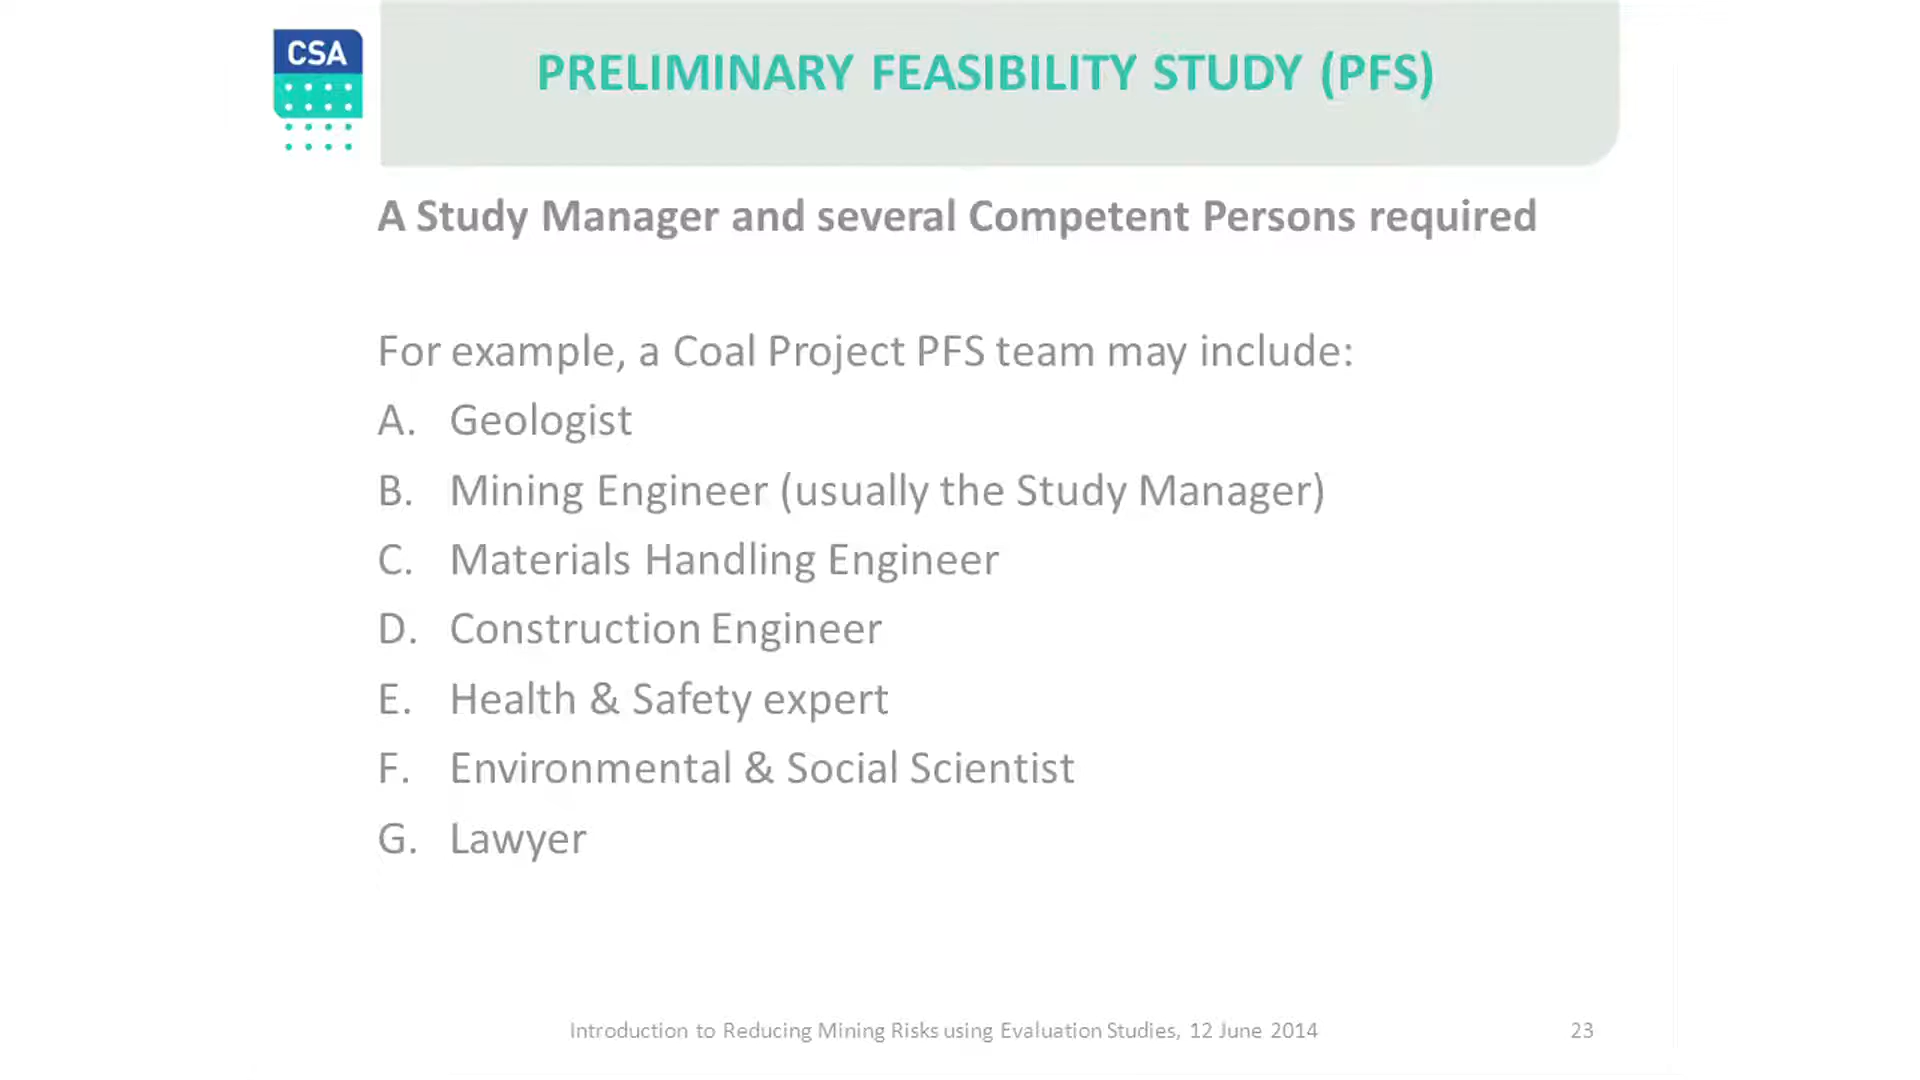 CSA
PRELIMINARY FEASIBILITY STUDY (PFS)
A Study Manager and several Competent Persons required
For example, a Coal Project PFS team may include:
A. Geologist
B. Mining Engineer (usually the Study Manager)
C. Materials Handling Engineer
D. Construction Engineer
E. Health & Safety expert
F. Environmental & Social Scientist
G. Lawyer
Introduction to Reducing Mining Risks using Evaluation Studies, 12 June 2014
23